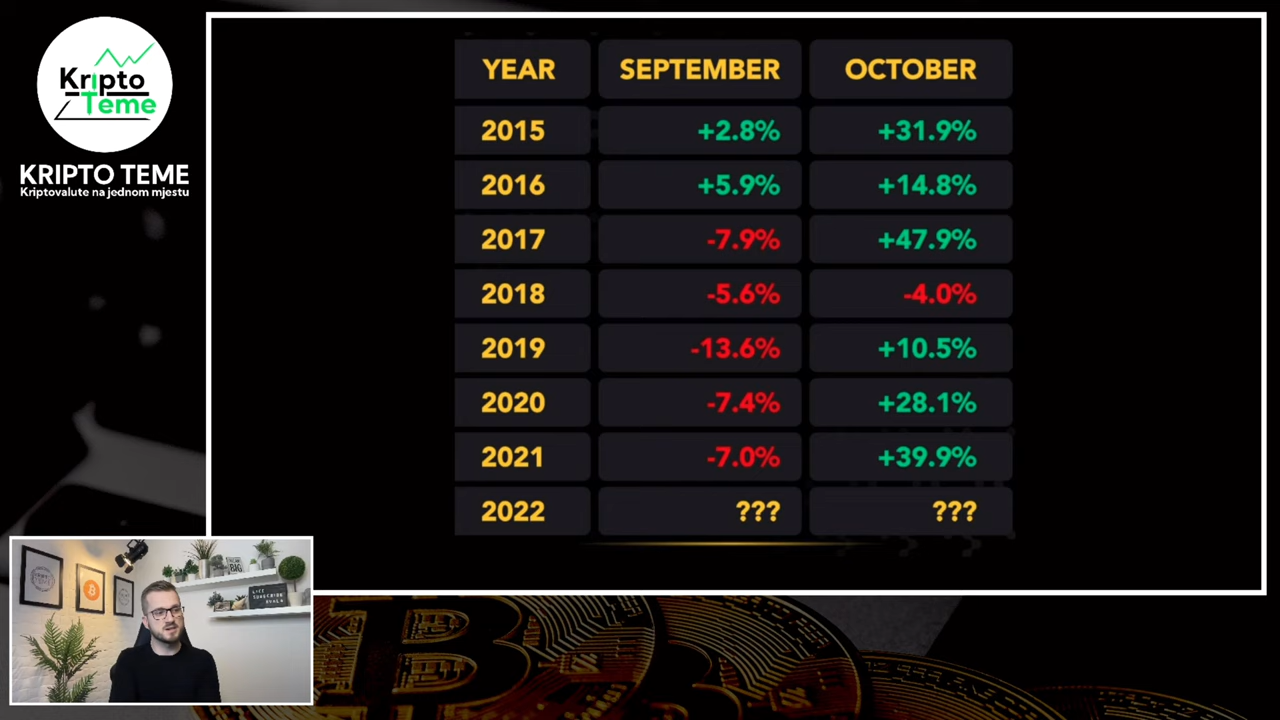 Kripto
Teme
KRIPTO TEME
Kriptovalute na jednom mjestu
YEAR SEPTEMBER OCTOBER
2015 +2.8% +31.9%
2016 +5.9% +14.8%
2017 -7.9% +47.9%
2018 -5.6% -4.0%
2019 -13.6% +10.5%
2020 -7.4% +28.1%
2021 -7.0% +39.9%
2022 ??? ???
BIG